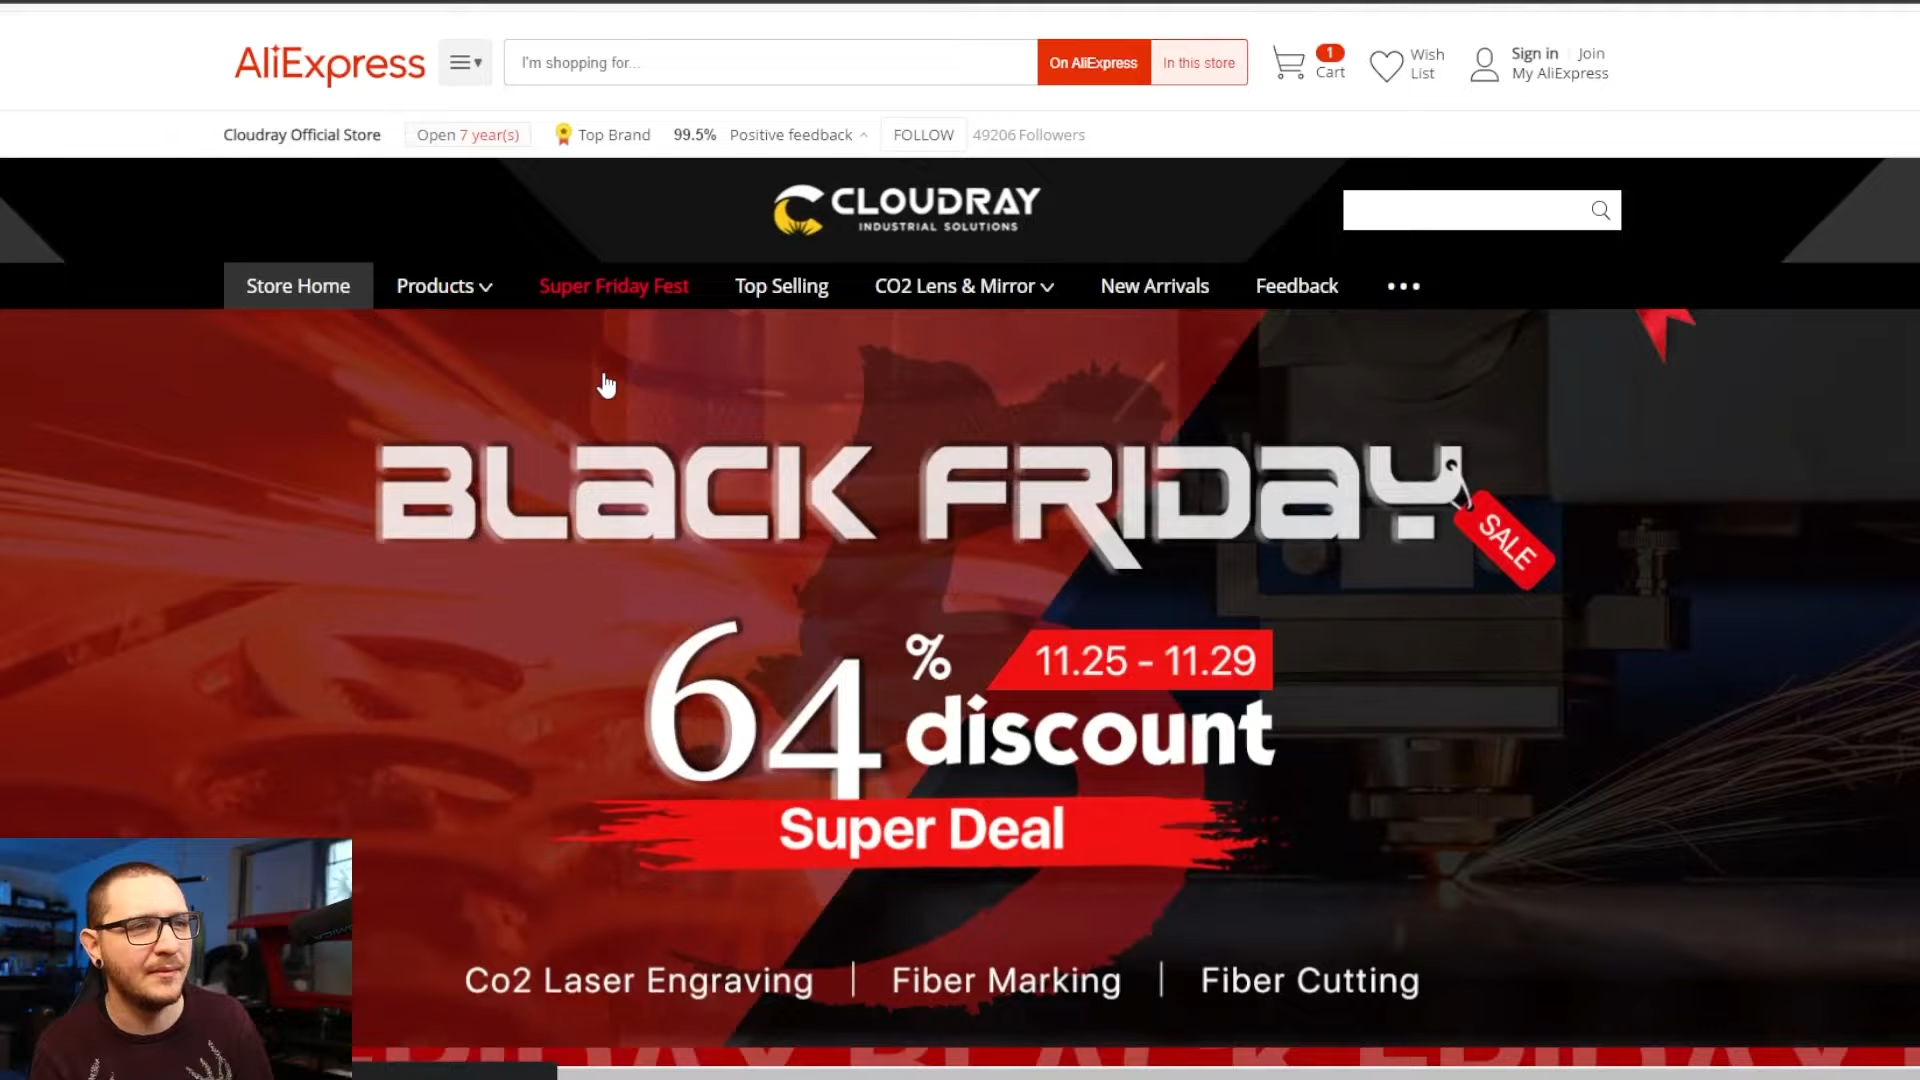 AliExpress
I'm shopping for...
On AliExpress
In this store
1
Cart
Wish
List
Sign in
Join
My AliExpress
Cloudray Official Store
Open 7 year(s)
Top Brand
99.5% Positive feedback
FOLLOW
49206 Followers
CLOUDRAY
INDUSTRIAL SOLUTIONS
Store Home
Products
Super Friday Fest
Top Selling
CO2 Lens & Mirror
New Arrivals
Feedback
BLACK FRIDAY
SALE
64%
11.25 - 11.29
discount
Super Deal
Co2 Laser Engraving | Fiber Marking | Fiber Cutting